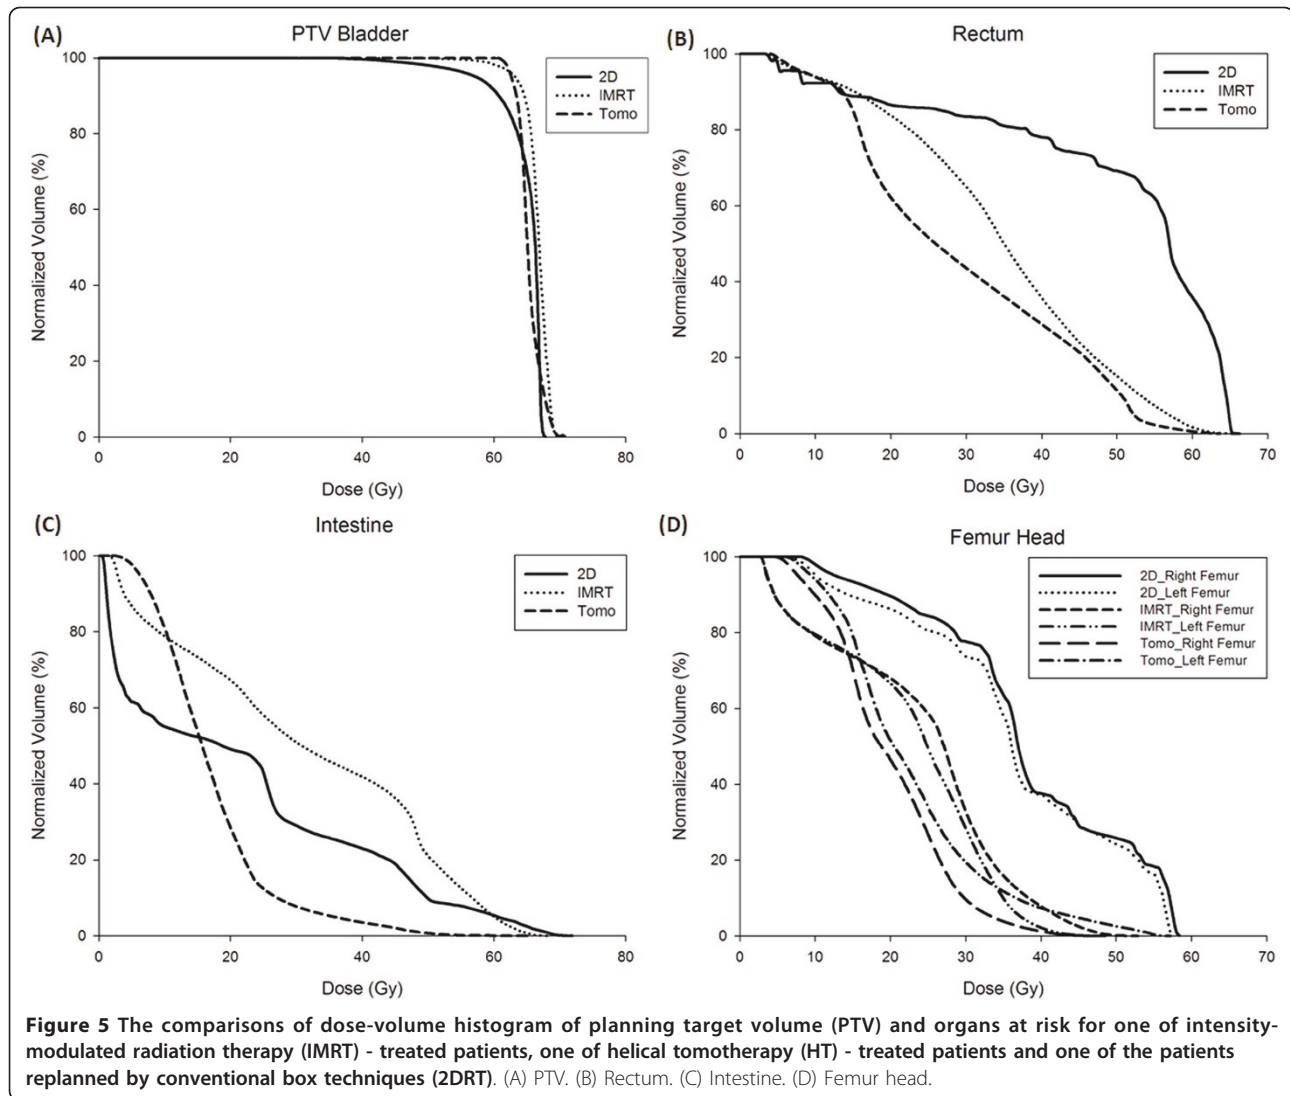 (A)
PTV Bladder
Normalized Volume (%)
100
80
60
40
20
0
0 20 40 60 80
Dose (Gy)
2D
IMRT
Tomo
(B)
Rectum
Normalized Volume (%)
100
80
60
40
20
0
0 10 20 30 40 50 60 70
Dose (Gy)
2D
IMRT
Tomo
(C)
Intestine
Normalized Volume (%)
100
80
60
40
20
0
0 20 40 60 80
Dose (Gy)
2D
IMRT
Tomo
(D)
Femur Head
Normalized Volume (%)
100
80
60
40
20
0
0 10 20 30 40 50 60 70
Dose (Gy)
2D_Right Femur
2D_Left Femur
IMRT_Right Femur
IMRT_Left Femur
Tomo_Right Femur
Tomo_Left Femur
Figure 5 The comparisons of dose-volume histogram of planning target volume (PTV) and organs at risk for one of intensity-
modulated radiation therapy (IMRT) - treated patients, one of helical tomotherapy (HT) - treated patients and one of the patients
replanned by conventional box techniques (2DRT). (A) PTV. (B) Rectum. (C) Intestine. (D) Femur head.